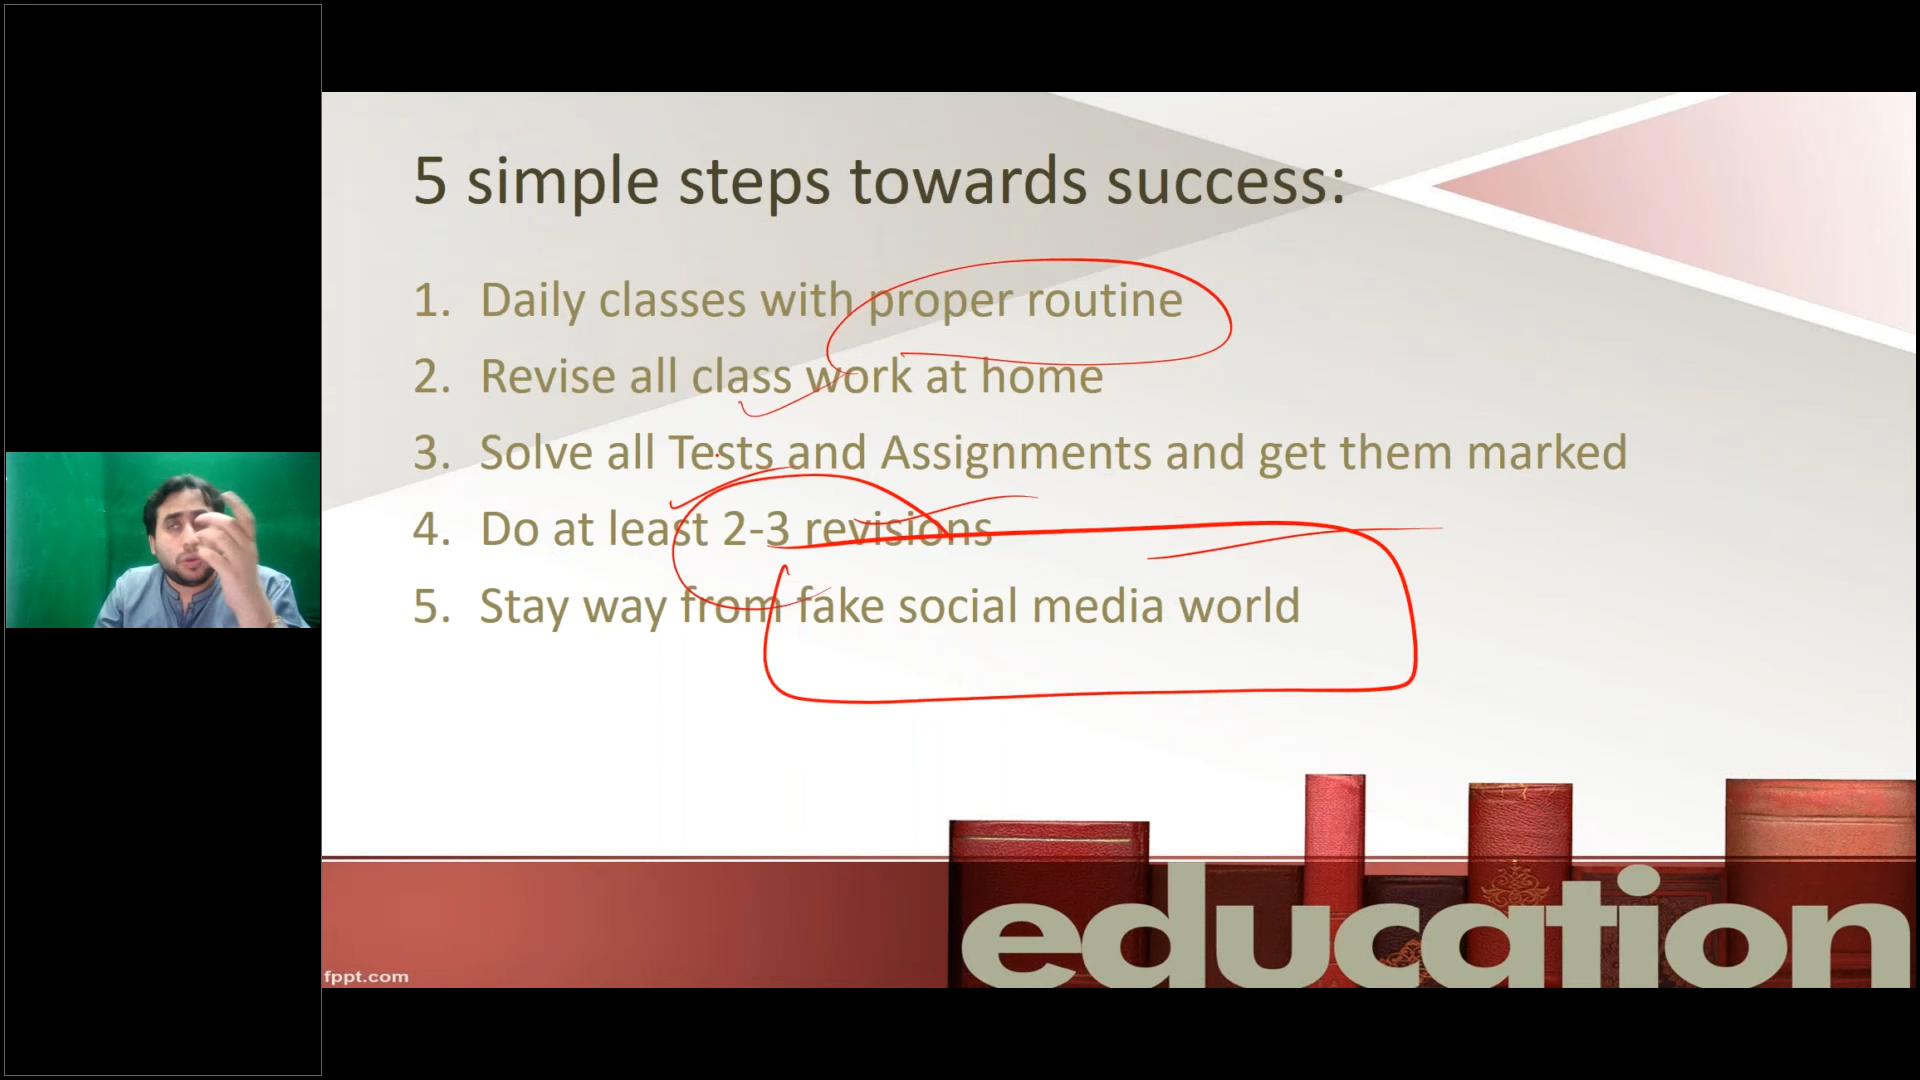 5 simple steps towards success:
1. Daily classes with proper routine
2. Revise all class work at home
3. Solve all Tests and Assignments and get them marked
4. Do at least 2-3 revisions
5. Stay way from fake social media world
education
fppt.com